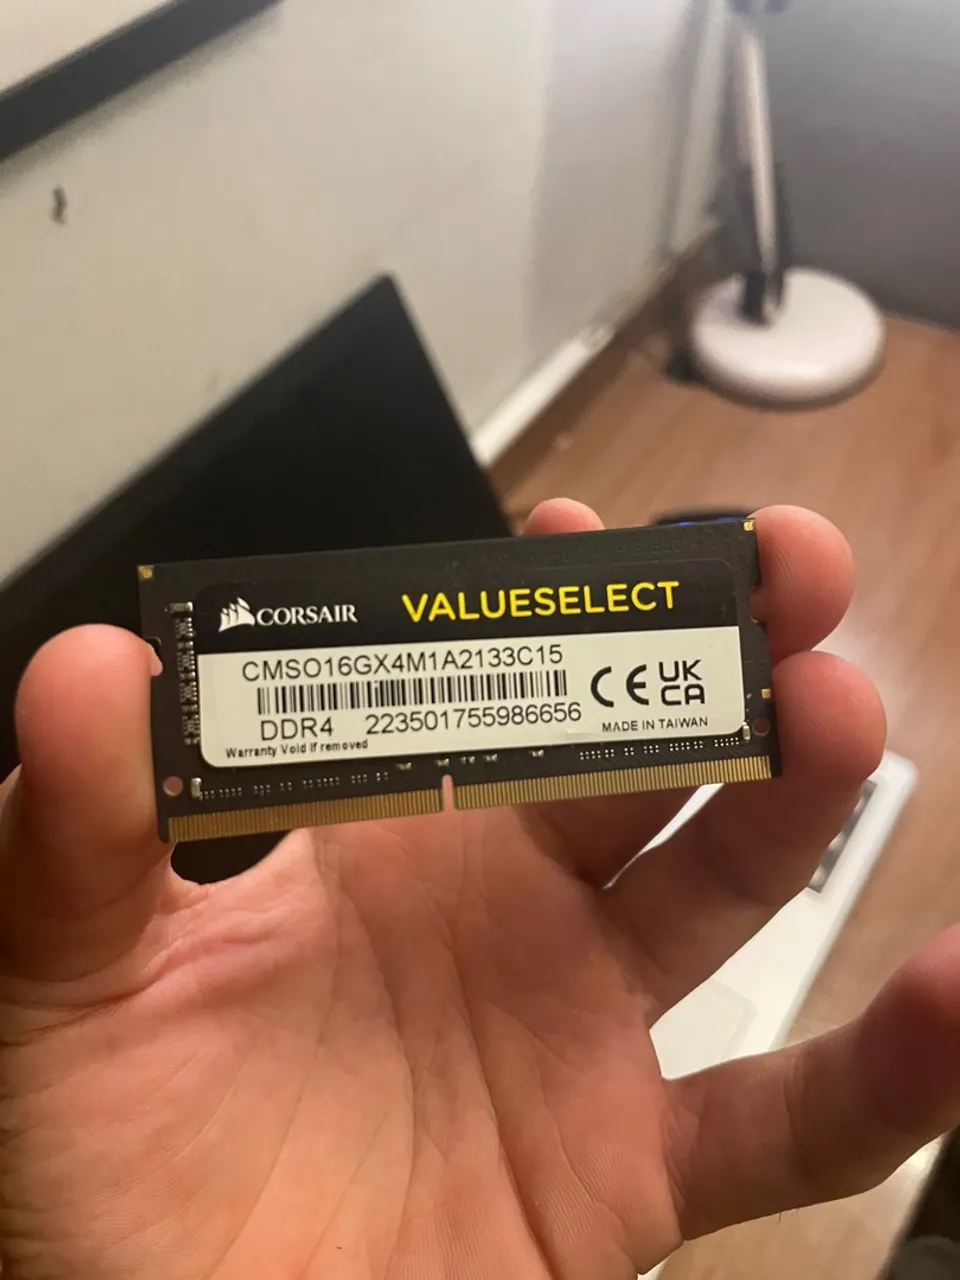 CORSAIR VALUESELECT
CMSO16GX4M1A2133C15
DDR4 223501755986656
CE UK CA
MADE IN TAIWAN
Warranty Void if removed